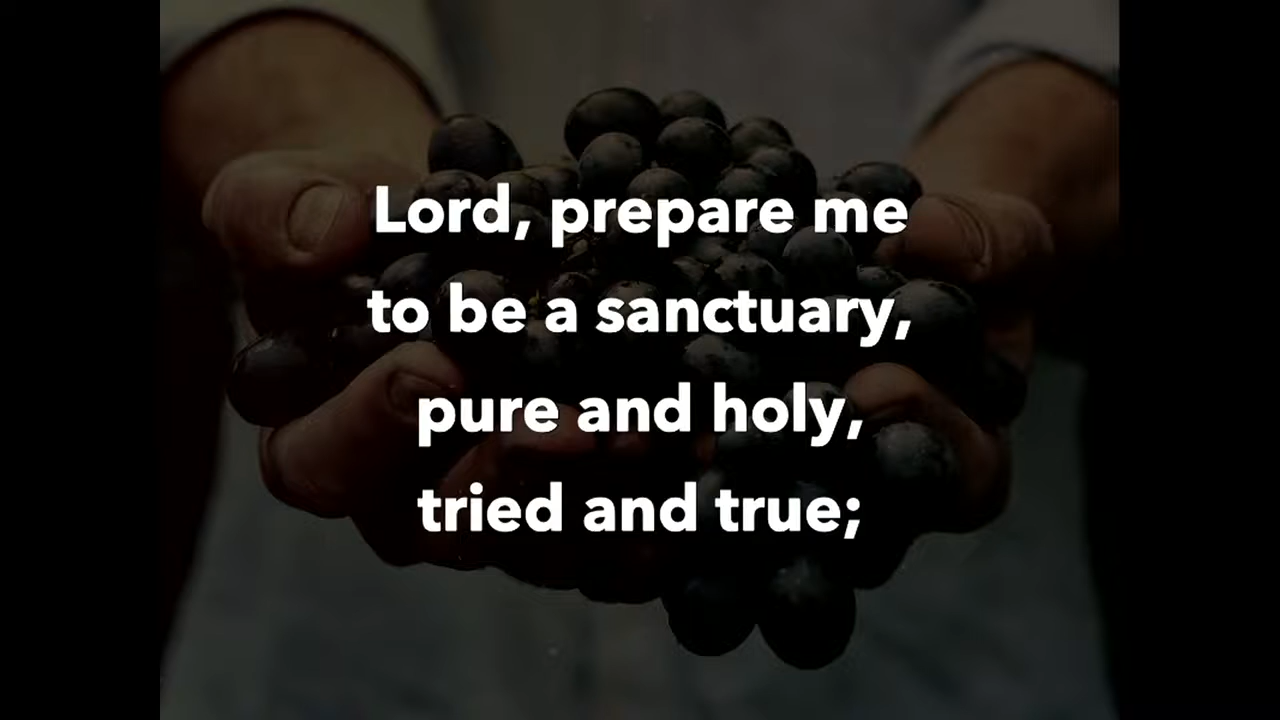 Lord, prepare me
to be a sanctuary,
pure and holy,
tried and true;